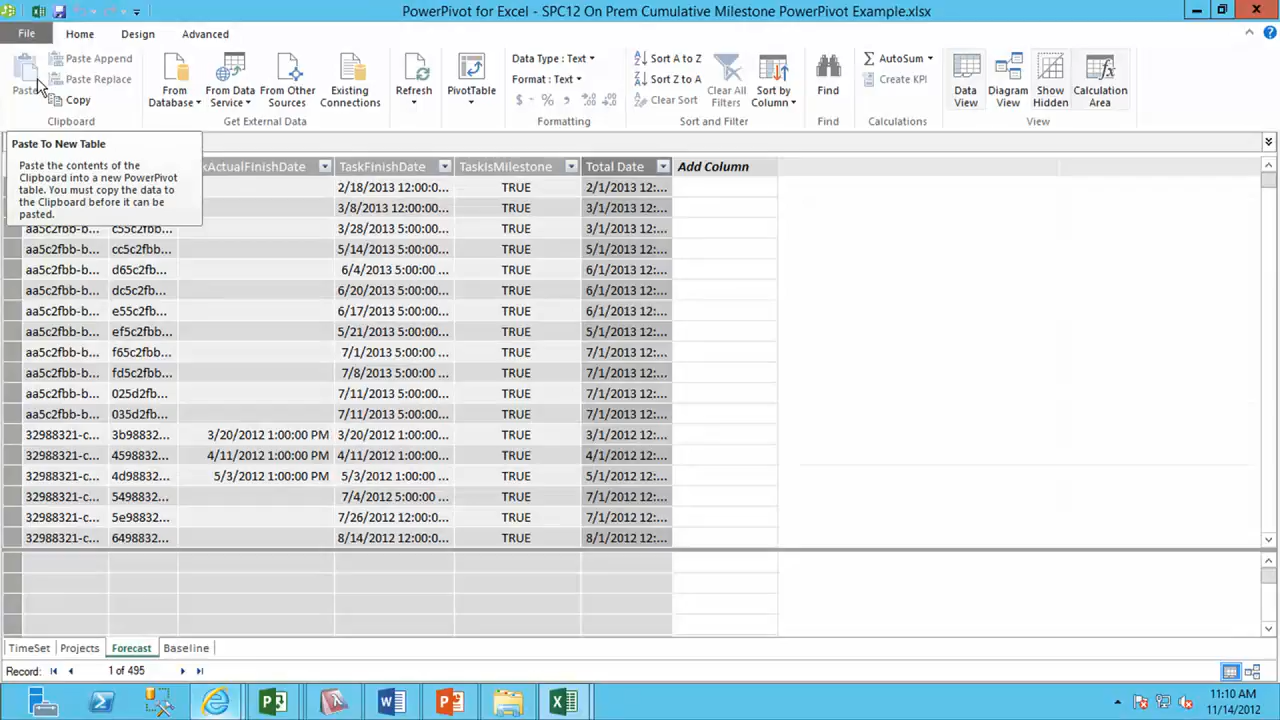 PowerPivot for Excel - SPC12 On Prem Cumulative Milestone PowerPivot Example.xlsx
File Home Design Advanced
Paste
Paste Append
Paste Replace
Copy
From Database
From Data Service
From Other Sources
Existing Connections
Refresh
PivotTable
Data Type : Text
Format : Text
$ % ,
Sort A to Z
Sort Z to A
Clear Sort
Clear All Filters
Sort by Column
Find
AutoSum
Create KPI
Data View
Diagram View
Show Hidden
Calculation Area
Clipboard Get External Data Formatting Sort and Filter Find Calculations View
Paste To New Table
Paste the contents of the
Clipboard into a new PowerPivot
table. You must copy the data to
the Clipboard before it can be
pasted.
kActualFinishDate TaskFinishDate TaskIsMilestone Total Date Add Column
2/18/2013 12:00:0... TRUE 2/1/2013 12:...
3/8/2013 12:00:0... TRUE 3/1/2013 12:...
aa5c2fbb-b... c55c2fbb... 3/28/2013 5:00:00 ... TRUE 3/1/2013 12:...
aa5c2fbb-b... cc5c2fbb... 5/14/2013 5:00:00 ... TRUE 5/1/2013 12:...
aa5c2fbb-b... d65c2fb... 6/4/2013 5:00:00 ... TRUE 6/1/2013 12:...
aa5c2fbb-b... dc5c2fb... 6/20/2013 5:00:00 ... TRUE 6/1/2013 12:...
aa5c2fbb-b... e55c2fb... 6/17/2013 5:00:00 ... TRUE 6/1/2013 12:...
aa5c2fbb-b... ef5c2fbb... 5/21/2013 5:00:00 ... TRUE 5/1/2013 12:...
aa5c2fbb-b... f65c2fbb... 7/1/2013 5:00:00 ... TRUE 7/1/2013 12:...
aa5c2fbb-b... fd5c2fbb... 7/8/2013 5:00:00 ... TRUE 7/1/2013 12:...
aa5c2fbb-b... 025d2fb... 7/11/2013 5:00:00 ... TRUE 7/1/2013 12:...
aa5c2fbb-b... 035d2fb... 7/11/2013 5:00:00 ... TRUE 7/1/2013 12:...
32988321-c... 3b98832... 3/20/2012 1:00:00 PM 3/20/2012 1:00:00 ... TRUE 3/1/2012 12:...
32988321-c... 4598832... 4/11/2012 1:00:00 PM 4/11/2012 1:00:00 ... TRUE 4/1/2012 12:...
32988321-c... 4d98832... 5/3/2012 1:00:00 PM 5/3/2012 1:00:00 ... TRUE 5/1/2012 12:...
32988321-c... 5498832... 7/4/2012 5:00:00 ... TRUE 7/1/2012 12:...
32988321-c... 5e98832... 7/26/2012 12:00:0... TRUE 7/1/2012 12:...
32988321-c... 6498832... 8/14/2012 12:00:0... TRUE 8/1/2012 12:...
TimeSet Projects Forecast Baseline
Record: 1 of 495
11:10 AM
11/14/2012